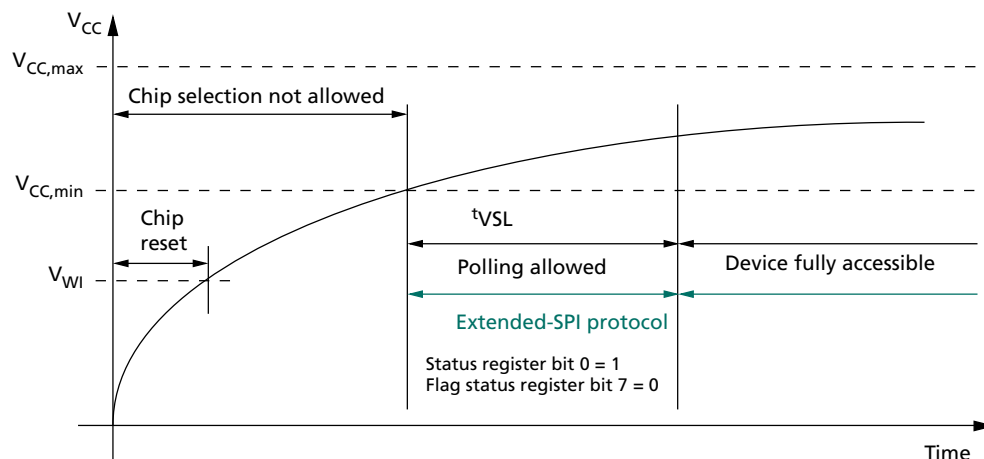 VCC
VCC,max
Chip selection not allowed
VCC,min
Chip
reset
tVSL
VWI
Polling allowed
Device fully accessible
Extended-SPI protocol
Status register bit 0 = 1
Flag status register bit 7 = 0
Time